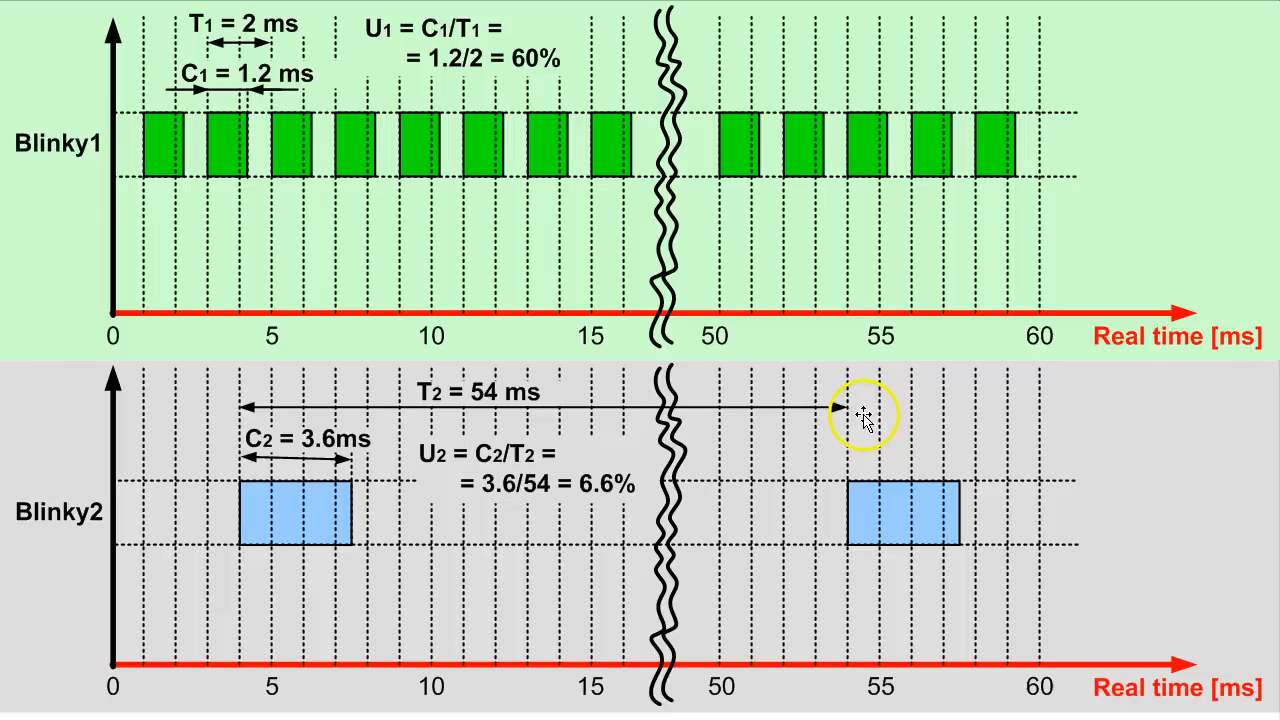 T1 = 2 ms
U1 = C1/T1 =
= 1.2/2 = 60%
C1 = 1.2 ms
Blinky1
0 5 10 15 50 55 60
Real time [ms]
T2 = 54 ms
C2 = 3.6ms
U2 = C2/T2 =
= 3.6/54 = 6.6%
Blinky2
0 5 10 15 50 55 60
Real time [ms]